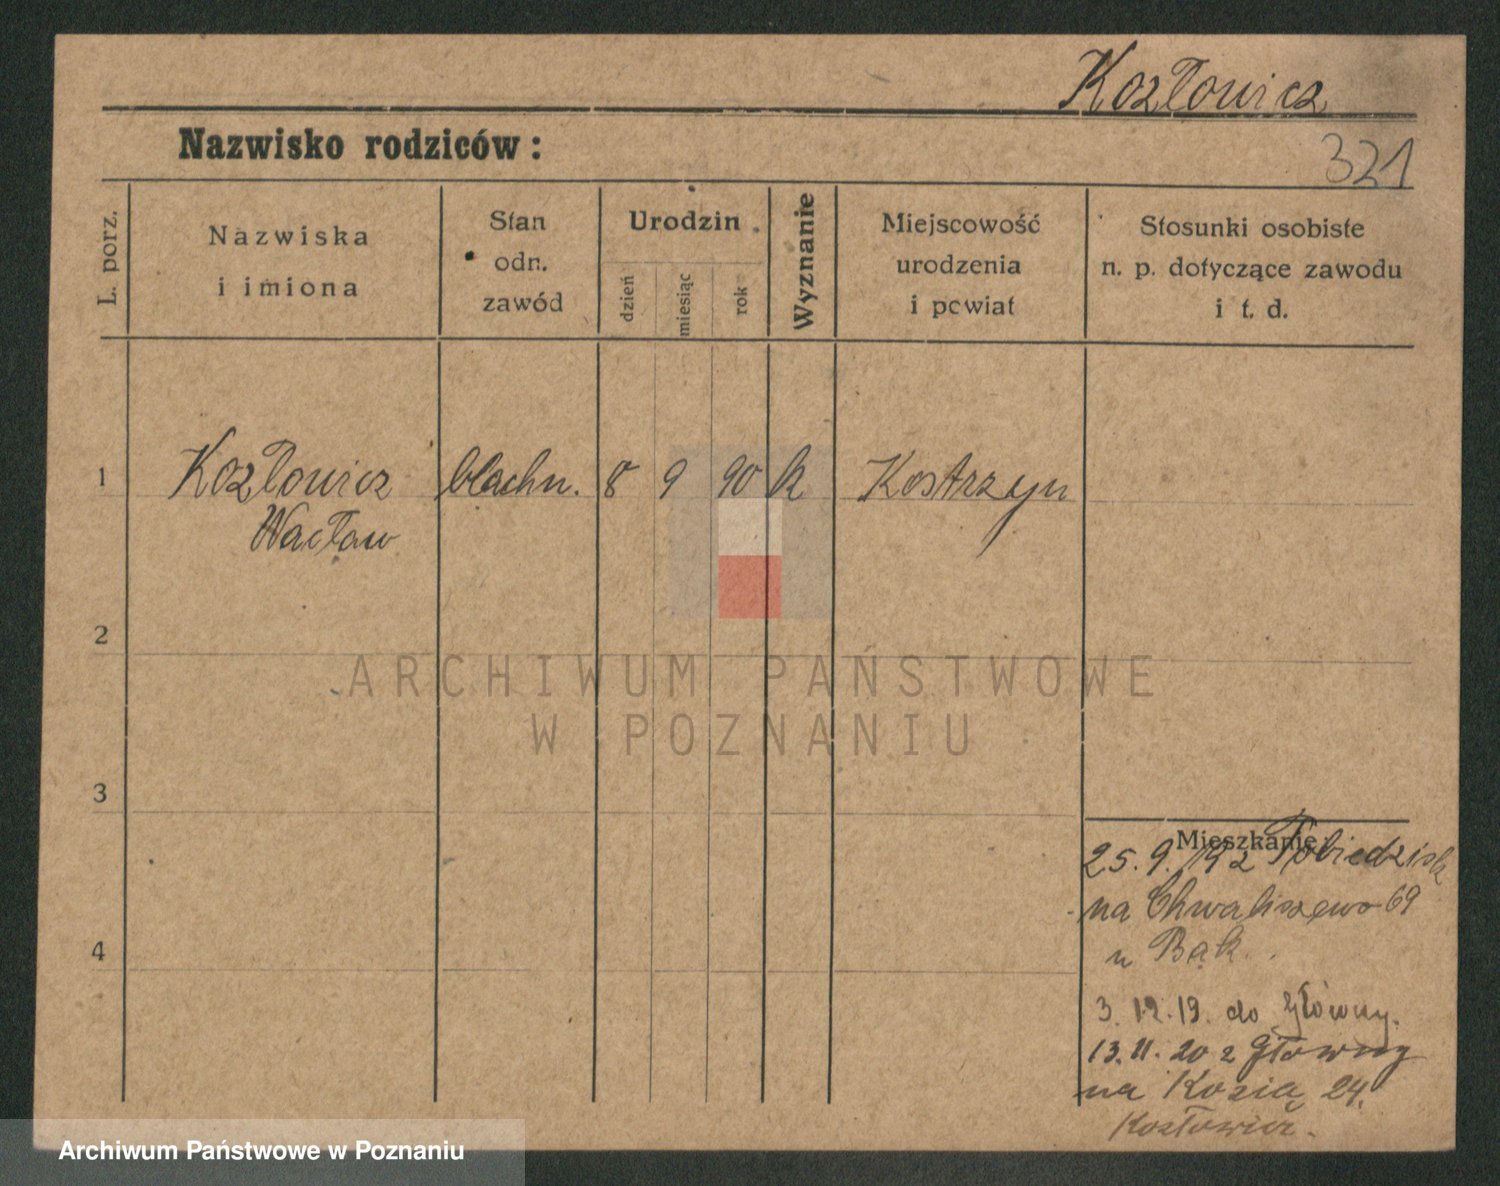 Kozłowicz
Nazwisko rodziców:
321
L. porz.
Nazwiska
i imiona
Stan
odn.
zawód
Urodzin
dzień
miesiąc
rok
Wyznanie
Miejscowość
urodzenia
i powiat
Stosunki osobiste
n. p. dotyczące zawodu
i t. d.
1
Kozłowicz
Wacław
blachn.
8
9
90
k
Kostrzyn
2
ARCHIWUM PAŃSTWOWE
W POZNANIU
3
Mieszkanie
25. 9. 19 z Pobiedzisk
na Chwaliszewo 69
u Bąk.
3. 12. 19. do Główny.
13. 11. 20 z Główny
na Kozią 24.
Kozłowicz.
4
Archiwum Państwowe w Poznaniu